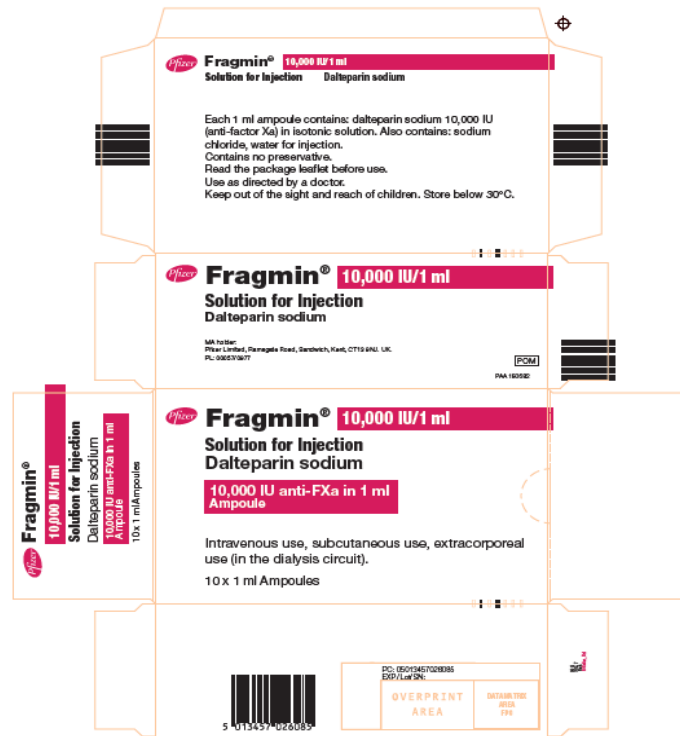 Pfizer Fragmin® 10,000 IU/1 ml
Solution for Injection Dalteparin sodium
Each 1 ml ampoule contains: dalteparin sodium 10,000 IU
(anti-factor Xa) in isotonic solution. Also contains: sodium
chloride, water for injection.
Contains no preservative.
Read the package leaflet before use.
Use as directed by a doctor.
Keep out of the sight and reach of children. Store below 30°C.
Pfizer Fragmin® 10,000 IU/1 ml
Solution for Injection
Dalteparin sodium
MA holder:
Pfizer Limited, Ramsgate Road, Sandwich, Kent, CT13 9NJ. UK.
PL: 00057/0977
POM
Pfizer Fragmin® 10,000 IU/1 ml
Solution for Injection
Dalteparin sodium
10,000 IU anti-FXa in 1 ml
Ampoule
Intravenous use, subcutaneous use, extracorporeal
use (in the dialysis circuit).
10 x 1 ml Ampoules
Pfizer Fragmin®
10,000 IU/1 ml
Solution for Injection
Dalteparin sodium
10,000 IU anti-FXa in 1 ml
Ampoule
10 x 1 ml Ampoules
PC: 05013457026085
EXP/Lot/SN:
OVERPRINT
AREA
DATAMATRIX
AREA
5 013457 026085